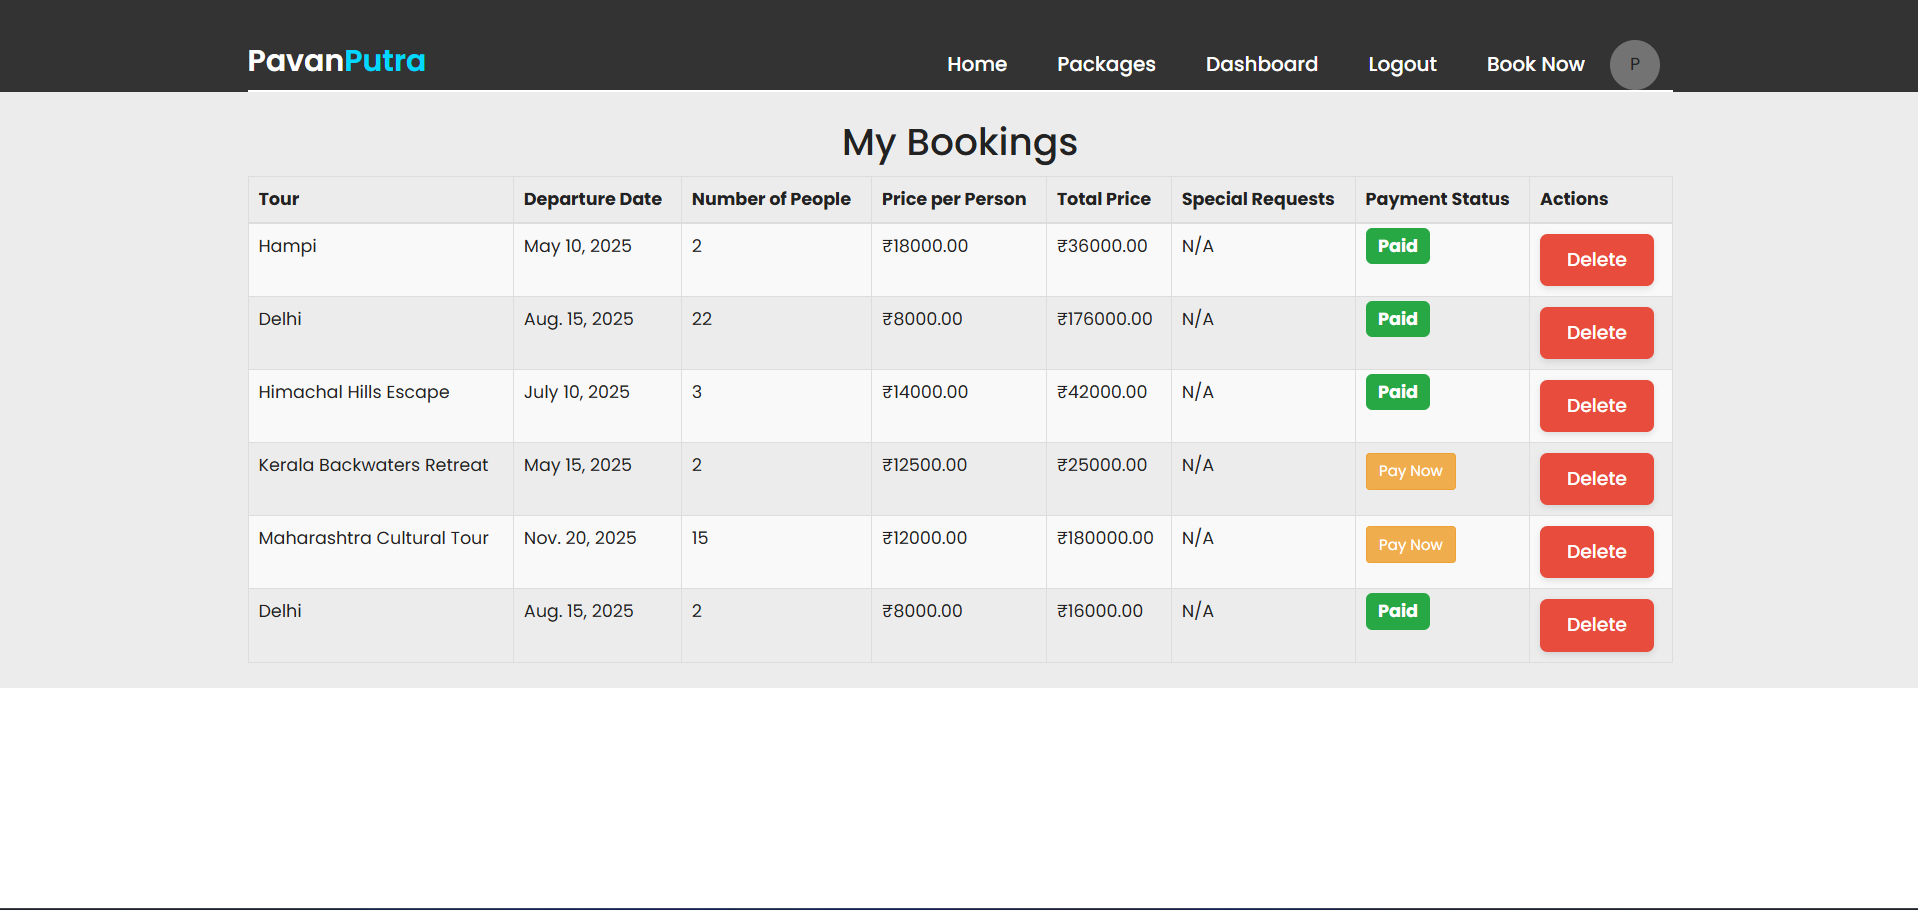 PavanPutra Home Packages Dashboard Logout Book Now P
My Bookings
Tour Departure Date Number of People Price per Person Total Price Special Requests Payment Status Actions
Hampi May 10, 2025 2 ₹18000.00 ₹36000.00 N/A Paid Delete
Delhi Aug. 15, 2025 22 ₹8000.00 ₹176000.00 N/A Paid Delete
Himachal Hills Escape July 10, 2025 3 ₹14000.00 ₹42000.00 N/A Paid Delete
Kerala Backwaters Retreat May 15, 2025 2 ₹12500.00 ₹25000.00 N/A Pay Now Delete
Maharashtra Cultural Tour Nov. 20, 2025 15 ₹12000.00 ₹180000.00 N/A Pay Now Delete
Delhi Aug. 15, 2025 2 ₹8000.00 ₹16000.00 N/A Paid Delete